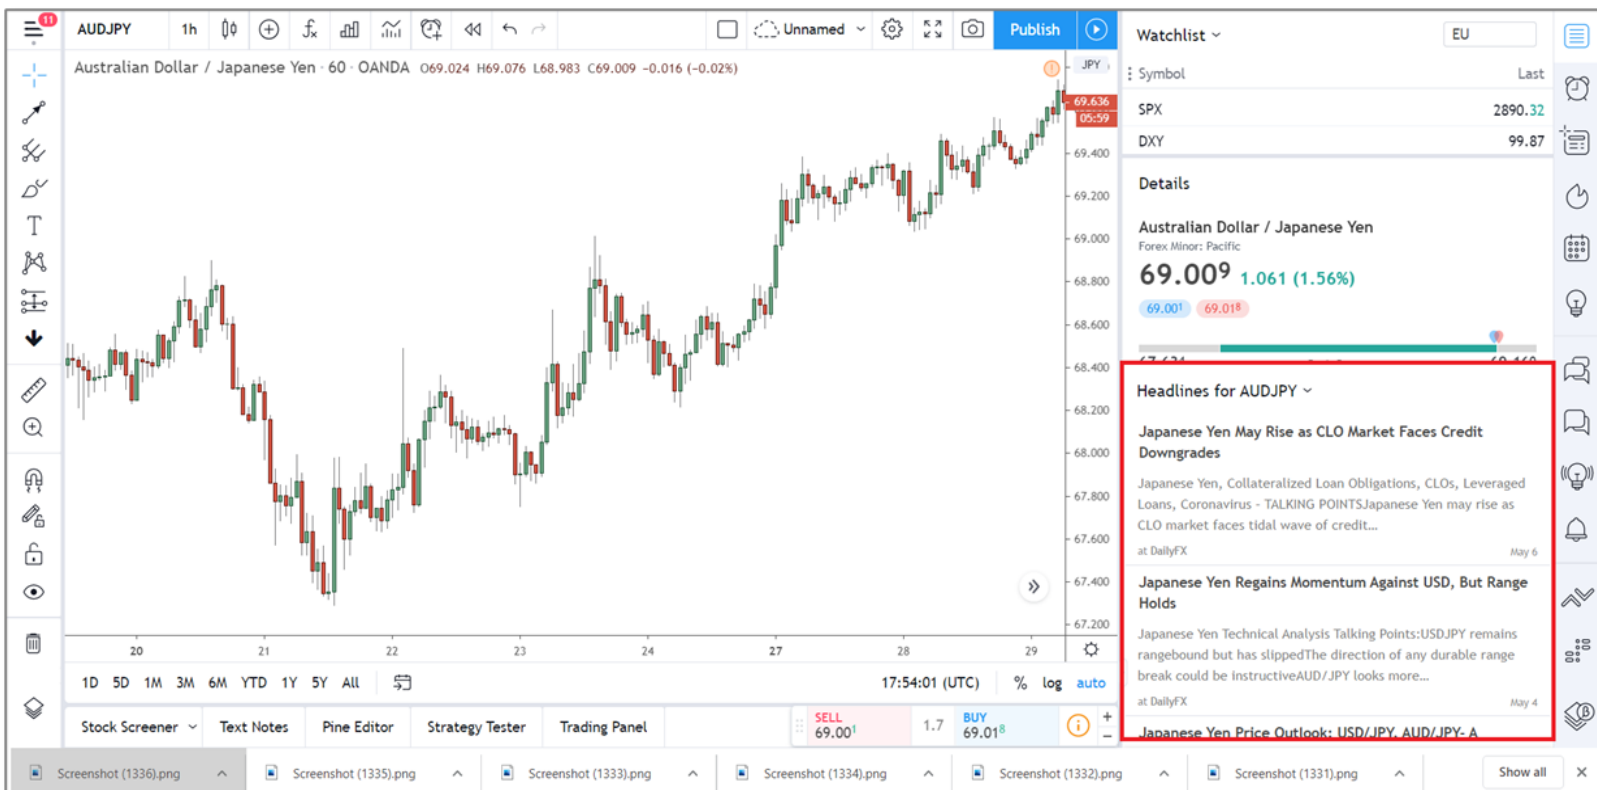 11
AUDJPY
1h
Unnamed
Publish
Australian Dollar / Japanese Yen · 60 · OANDA O69.024 H69.076 L68.983 C69.009 −0.016 (−0.02%)
JPY
69.636
05:59
69.400
69.200
69.000
68.800
68.600
68.400
68.200
68.000
67.800
67.600
67.400
67.200
20 21 22 23 24 27 28 29
1D 5D 1M 3M 6M YTD 1Y 5Y All
17:54:01 (UTC) % log auto
Stock Screener Text Notes Pine Editor Strategy Tester Trading Panel
SELL
69.001
1.7
BUY
69.018
Watchlist
EU
Symbol Last
SPX 2890.32
DXY 99.87
Details
Australian Dollar / Japanese Yen
Forex Minor: Pacific
69.009 1.061 (1.56%)
69.001 69.018
Headlines for AUDJPY
Japanese Yen May Rise as CLO Market Faces Credit
Downgrades
Japanese Yen, Collateralized Loan Obligations, CLOs, Leveraged
Loans, Coronavirus - TALKING POINTSJapanese Yen may rise as
CLO market faces tidal wave of credit...
at DailyFX May 6
Japanese Yen Regains Momentum Against USD, But Range
Holds
Japanese Yen Technical Analysis Talking Points:USDJPY remains
rangebound but has slippedThe direction of any durable range
break could be instructiveAUD/JPY looks more...
at DailyFX May 4
Japanese Yen Price Outlook: USD/JPY, AUD/JPY- A
Screenshot (1336).png
Screenshot (1335).png
Screenshot (1333).png
Screenshot (1334).png
Screenshot (1332).png
Screenshot (1331).png
Show all